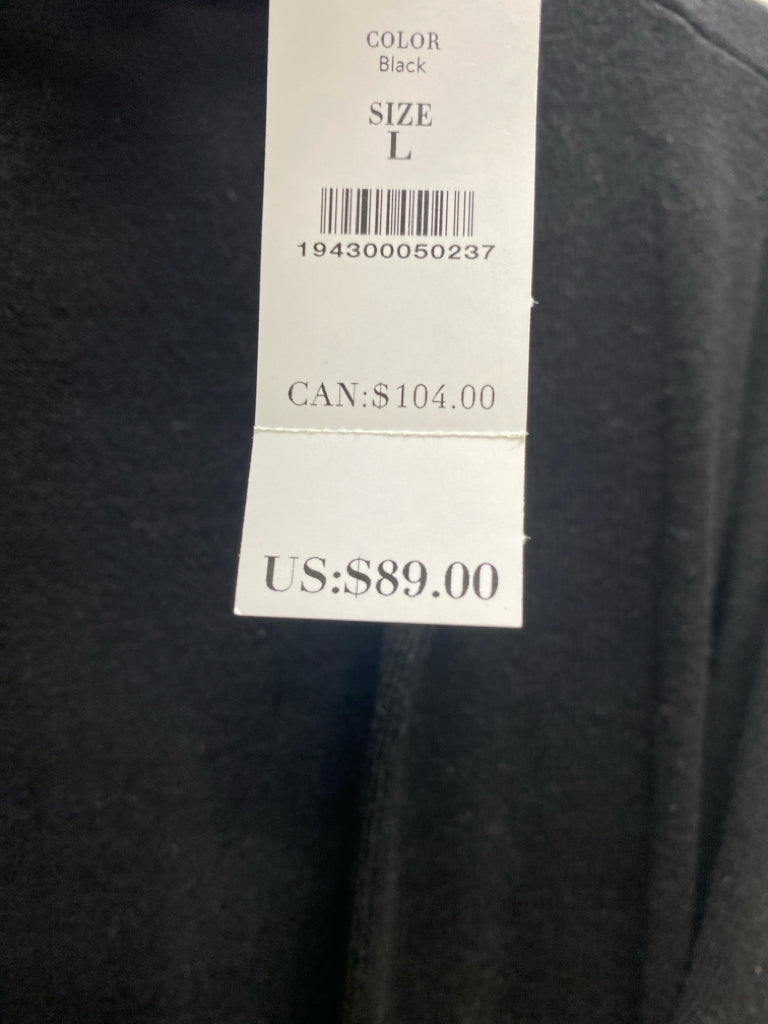 COLOR
Black
SIZE
L
194300050237
CAN:$104.00
US:$89.00